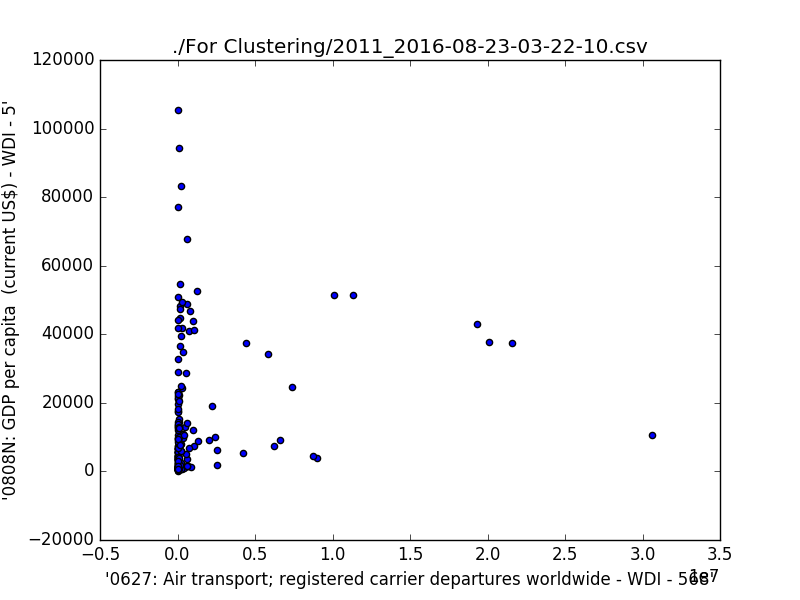 ./For Clustering/2011_2016-08-23-03-22-10.csv
120000
100000
80000
60000
40000
20000
0
−20000
'0808N: GDP per capita  (current US$) - WDI - 5'
−0.5 0.0 0.5 1.0 1.5 2.0 2.5 3.0 3.5
1e7
'0627: Air transport; registered carrier departures worldwide - WDI - 568'